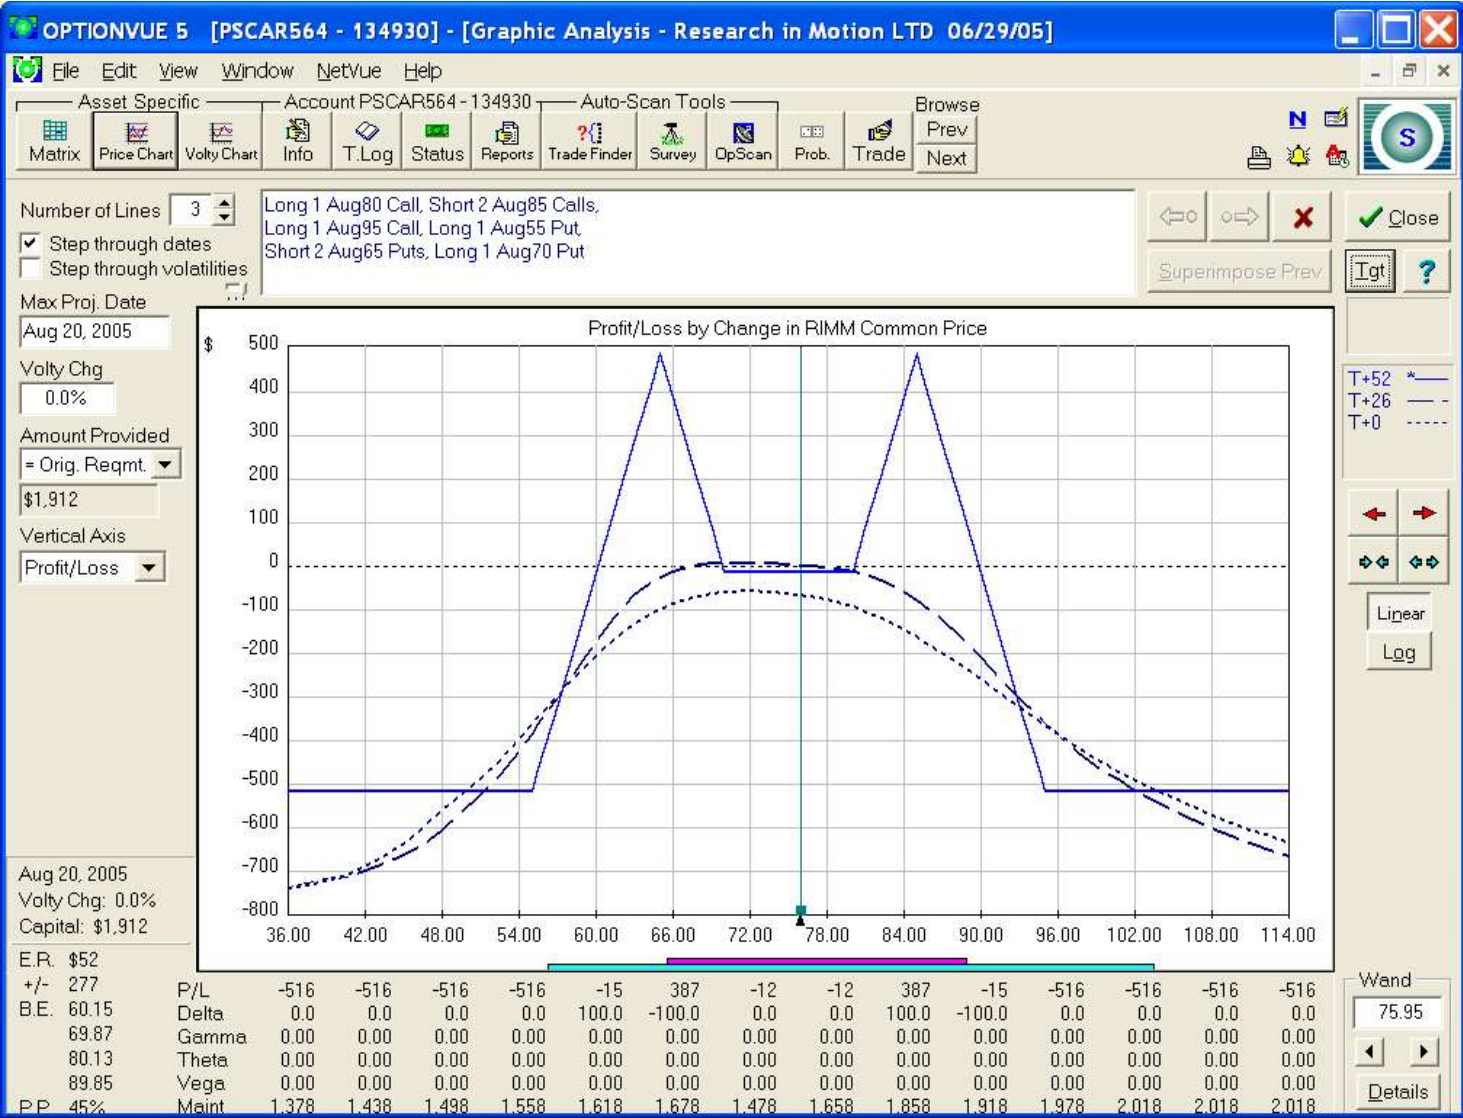 OPTIONVUE 5 [PSCAR564 - 134930] - [Graphic Analysis - Research in Motion LTD 06/29/05]
File Edit View Window NetVue Help
Asset Specific Account PSCAR564 - 134930 Auto-Scan Tools Browse
Matrix Price Chart Volty Chart Info T.Log Status Reports Trade Finder Survey OpScan Prob. Trade Prev Next N S
Number of Lines 3
Step through dates
Step through volatilities
Long 1 Aug80 Call, Short 2 Aug85 Calls,
Long 1 Aug95 Call, Long 1 Aug55 Put,
Short 2 Aug65 Puts, Long 1 Aug70 Put
Close
Superimpose Prev Tgt ?
Max Proj. Date
Aug 20, 2005
Volty Chg
0.0%
Amount Provided
= Orig. Reqmt.
$1,912
Vertical Axis
Profit/Loss
Profit/Loss by Change in RIMM Common Price
$
500
400
300
200
100
0
-100
-200
-300
-400
-500
-600
-700
-800
36.00 42.00 48.00 54.00 60.00 66.00 72.00 78.00 84.00 90.00 96.00 102.00 108.00 114.00
T+52 *
T+26
T+0
Linear
Log
Aug 20, 2005
Volty Chg: 0.0%
Capital: $1,912
E.R. $52
+/- 277
B.E. 60.15
69.87
80.13
89.85
P.P. 45%
P/L -516 -516 -516 -516 -15 387 -12 -12 387 -15 -516 -516 -516 -516
Delta 0.0 0.0 0.0 0.0 100.0 -100.0 0.0 0.0 100.0 -100.0 0.0 0.0 0.0 0.0
Gamma 0.00 0.00 0.00 0.00 0.00 0.00 0.00 0.00 0.00 0.00 0.00 0.00 0.00 0.00
Theta 0.00 0.00 0.00 0.00 0.00 0.00 0.00 0.00 0.00 0.00 0.00 0.00 0.00 0.00
Vega 0.00 0.00 0.00 0.00 0.00 0.00 0.00 0.00 0.00 0.00 0.00 0.00 0.00 0.00
Maint 1,378 1,438 1,498 1,558 1,618 1,678 1,478 1,658 1,858 1,918 1,978 2,018 2,018 2,018
Wand
75.95
Details